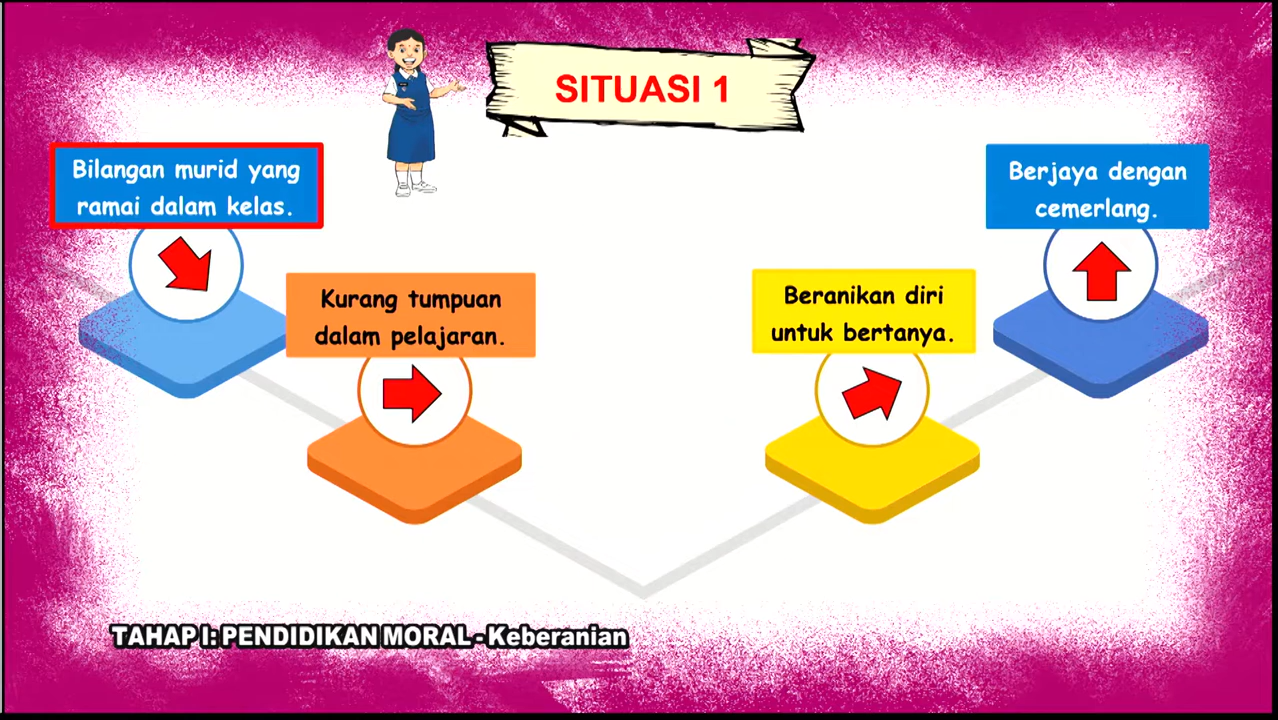 SITUASI 1
Bilangan murid yang
ramai dalam kelas.
Kurang tumpuan
dalam pelajaran.
Beranikan diri
untuk bertanya.
Berjaya dengan
cemerlang.
TAHAP I: PENDIDIKAN MORAL - Keberanian